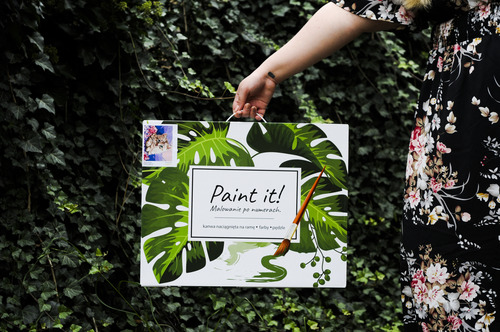 Paint it!
Malowanie po numerach.
kanwa naciągnięta na ramę • farby • pędzle